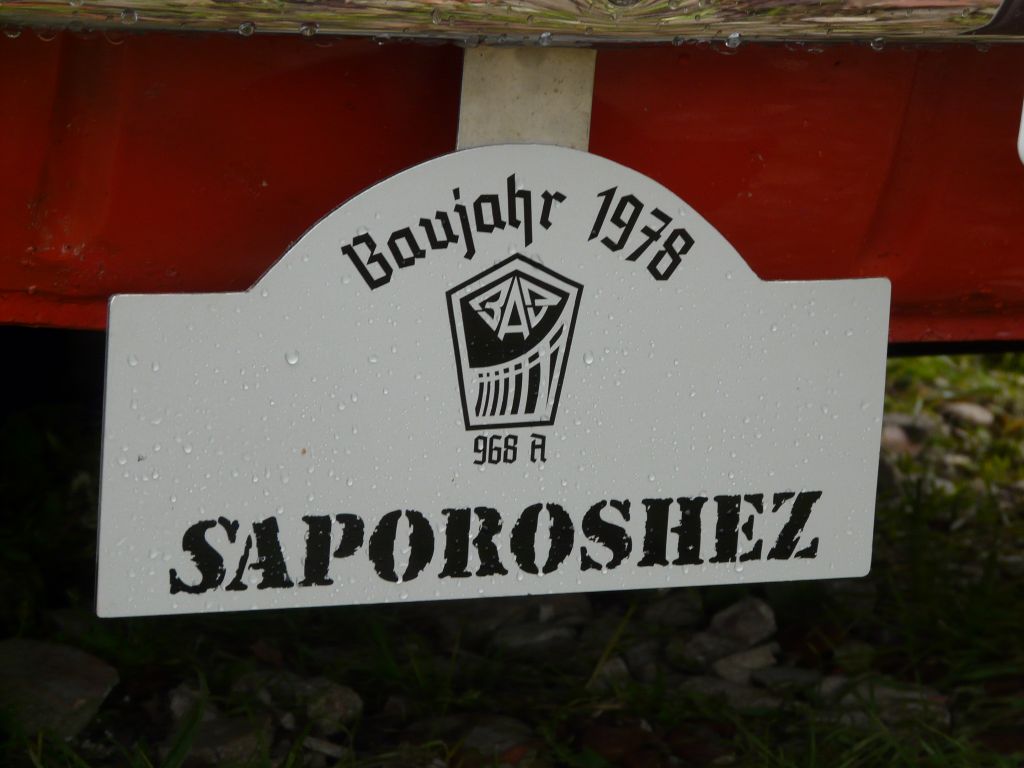 Baujahr 1978
ЗАЗ
968 A
SAPOROSHEZ